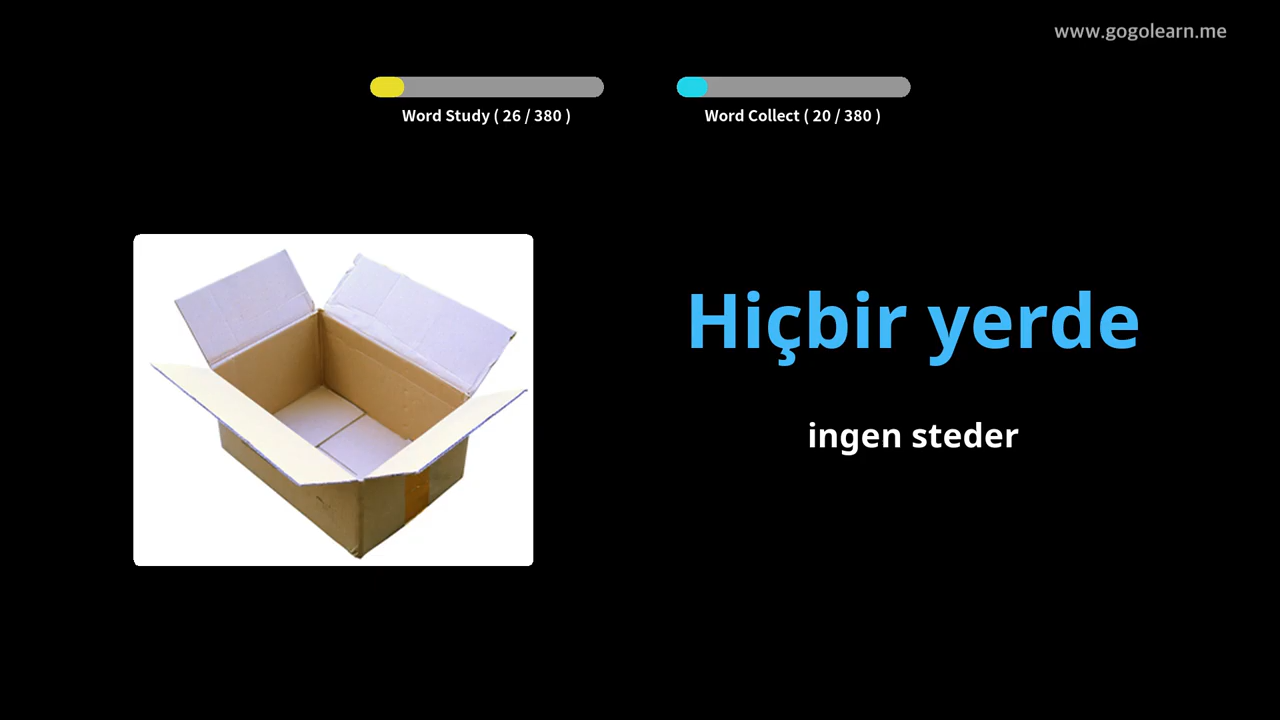 www.gogolearn.me
Word Study ( 26 / 380 )
Word Collect ( 20 / 380 )
Hiçbir yerde
ingen steder